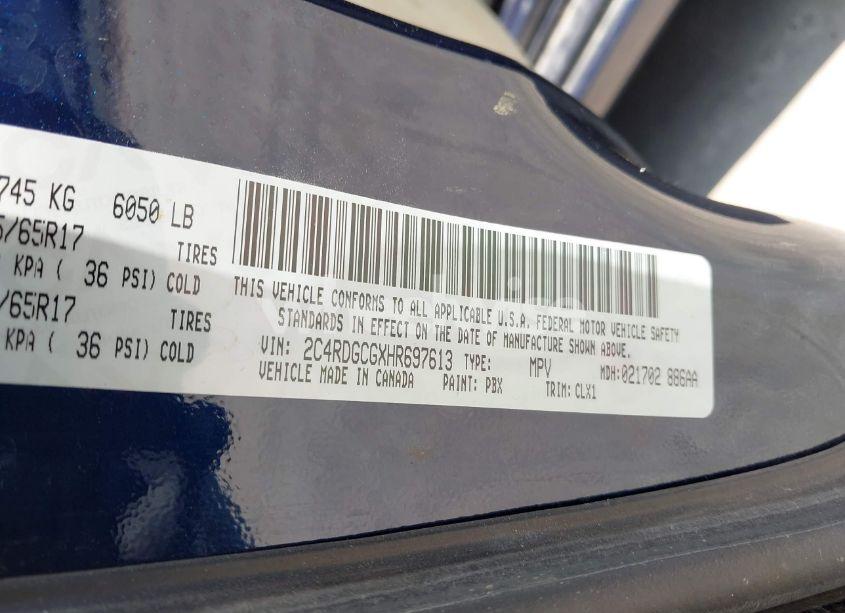 745 KG 6050 LB
/65R17 TIRES
KPA ( 36 PSI) COLD
/65R17 TIRES
KPA ( 36 PSI) COLD
THIS VEHICLE CONFORMS TO ALL APPLICABLE U.S.A. FEDERAL MOTOR VEHICLE SAFETY
STANDARDS IN EFFECT ON THE DATE OF MANUFACTURE SHOWN ABOVE.
VIN: 2C4RDGCGXHR697613 TYPE: MPV MDH:021702 886AA
VEHICLE MADE IN CANADA PAINT: PBX TRIM: CLX1